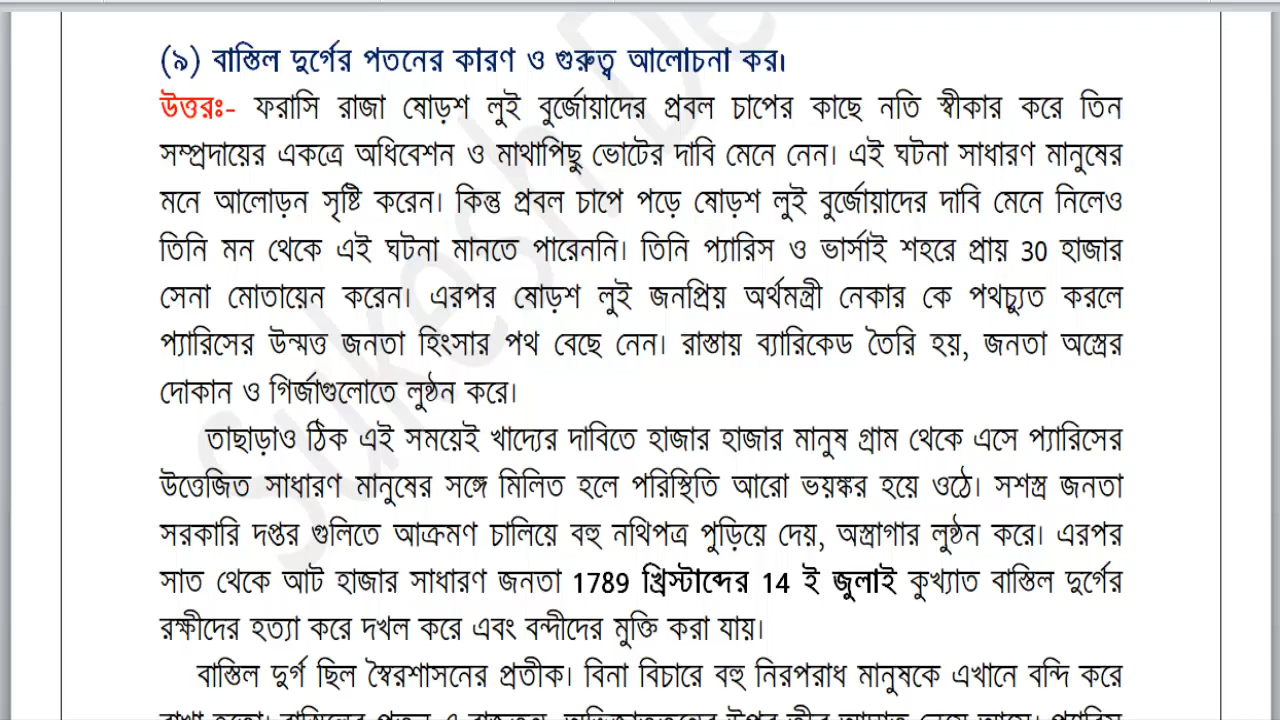 (৯) বাস্তিল দুর্গের পতনের কারণ ও গুরুত্ব আলোচনা কর।
উত্তরঃ- ফরাসি রাজা ষোড়শ লুই বুর্জোয়াদের প্রবল চাপের কাছে নতি স্বীকার করে তিন
সম্প্রদায়ের একত্রে অধিবেশন ও মাথাপিছু ভোটের দাবি মেনে নেন। এই ঘটনা সাধারণ মানুষের
মনে আলোড়ন সৃষ্টি করেন। কিন্তু প্রবল চাপে পড়ে ষোড়শ লুই বুর্জোয়াদের দাবি মেনে নিলেও
তিনি মন থেকে এই ঘটনা মানতে পারেননি। তিনি প্যারিস ও ভার্সাই শহরে প্রায় 30 হাজার
সেনা মোতায়েন করেন। এরপর ষোড়শ লুই জনপ্রিয় অর্থমন্ত্রী নেকার কে পথচ্যুত করলে
প্যারিসের উন্মত্ত জনতা হিংসার পথ বেছে নেন। রাস্তায় ব্যারিকেড তৈরি হয়, জনতা অস্ত্রের
দোকান ও গির্জাগুলোতে লুণ্ঠন করে।
তাছাড়াও ঠিক এই সময়েই খাদ্যের দাবিতে হাজার হাজার মানুষ গ্রাম থেকে এসে প্যারিসের
উত্তেজিত সাধারণ মানুষের সঙ্গে মিলিত হলে পরিস্থিতি আরো ভয়ঙ্কর হয়ে ওঠে। সশস্ত্র জনতা
সরকারি দপ্তর গুলিতে আক্রমণ চালিয়ে বহু নথিপত্র পুড়িয়ে দেয়, অস্ত্রাগার লুণ্ঠন করে। এরপর
সাত থেকে আট হাজার সাধারণ জনতা 1789 খ্রিস্টাব্দের 14 ই জুলাই কুখ্যাত বাস্তিল দুর্গের
রক্ষীদের হত্যা করে দখল করে এবং বন্দীদের মুক্তি করা যায়।
বাস্তিল দুর্গ ছিল স্বৈরশাসনের প্রতীক। বিনা বিচারে বহু নিরপরাধ মানুষকে এখানে বন্দি করে
Sukesh De